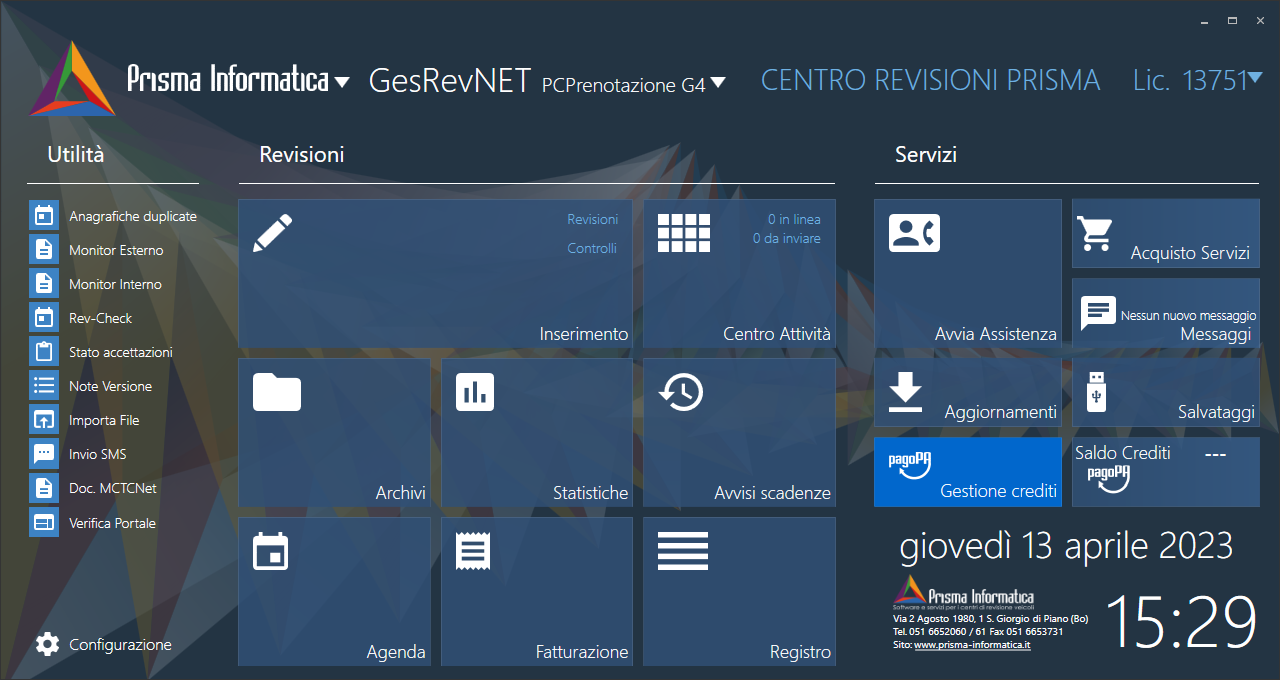 Prisma Informatica
GesRevNET PCPrenotazione G4
CENTRO REVISIONI PRISMA
Lic. 13751
Utilità
Anagrafiche duplicate
Monitor Esterno
Monitor Interno
Rev-Check
Stato accettazioni
Note Versione
Importa File
Invio SMS
Doc. MCTCNet
Verifica Portale
Configurazione
Revisioni
Revisioni
Controlli
Inserimento
0 in linea
0 da inviare
Centro Attività
Archivi
Statistiche
Avvisi scadenze
Agenda
Fatturazione
Registro
Servizi
Avvia Assistenza
Acquisto Servizi
Nessun nuovo messaggio
Messaggi
Aggiornamenti
Salvataggi
pagoPA
Gestione crediti
Saldo Crediti ---
pagoPA
giovedì 13 aprile 2023
Prisma Informatica
Software e servizi per i centri di revisione veicoli
Via 2 Agosto 1980, 1 S. Giorgio di Piano (Bo)
Tel. 051 6652060 / 61 Fax 051 6653731
Sito: www.prisma-informatica.it
15:29